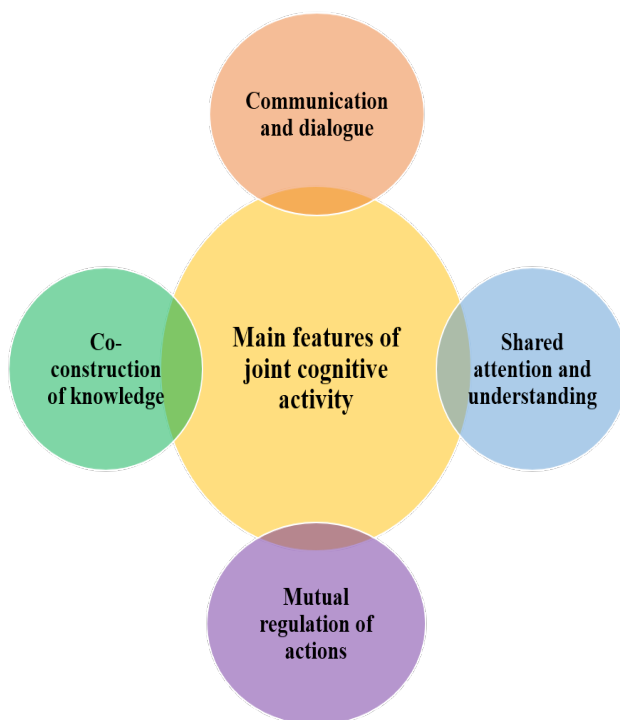 Communication
and dialogue
Co-
construction
of knowledge
Main features of
joint cognitive
activity
Shared
attention and
understanding
Mutual
regulation of
actions